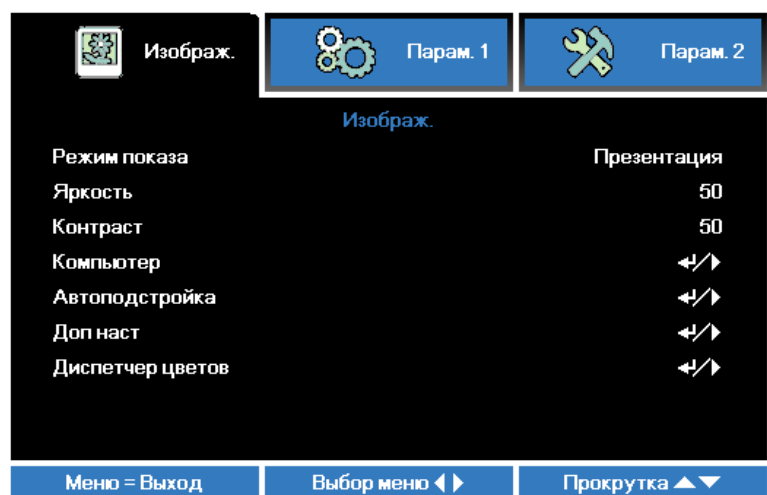 Изображ. Парам. 1 Парам. 2
Изображ.
Режим показа Презентация
Яркость 50
Контраст 50
Компьютер ↵/▶
Автоподстройка ↵/▶
Доп наст ↵/▶
Диспетчер цветов ↵/▶
Меню = Выход Выбор меню ◀▶ Прокрутка ▲▼